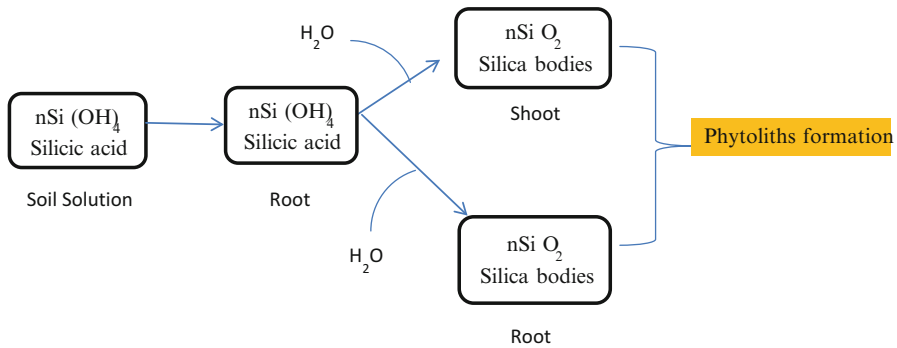 nSi (OH)₄
Silicic acid
Soil Solution
nSi (OH)₄
Silicic acid
Root
H₂O
nSi O₂
Silica bodies
Shoot
H₂O
nSi O₂
Silica bodies
Root
Phytoliths formation